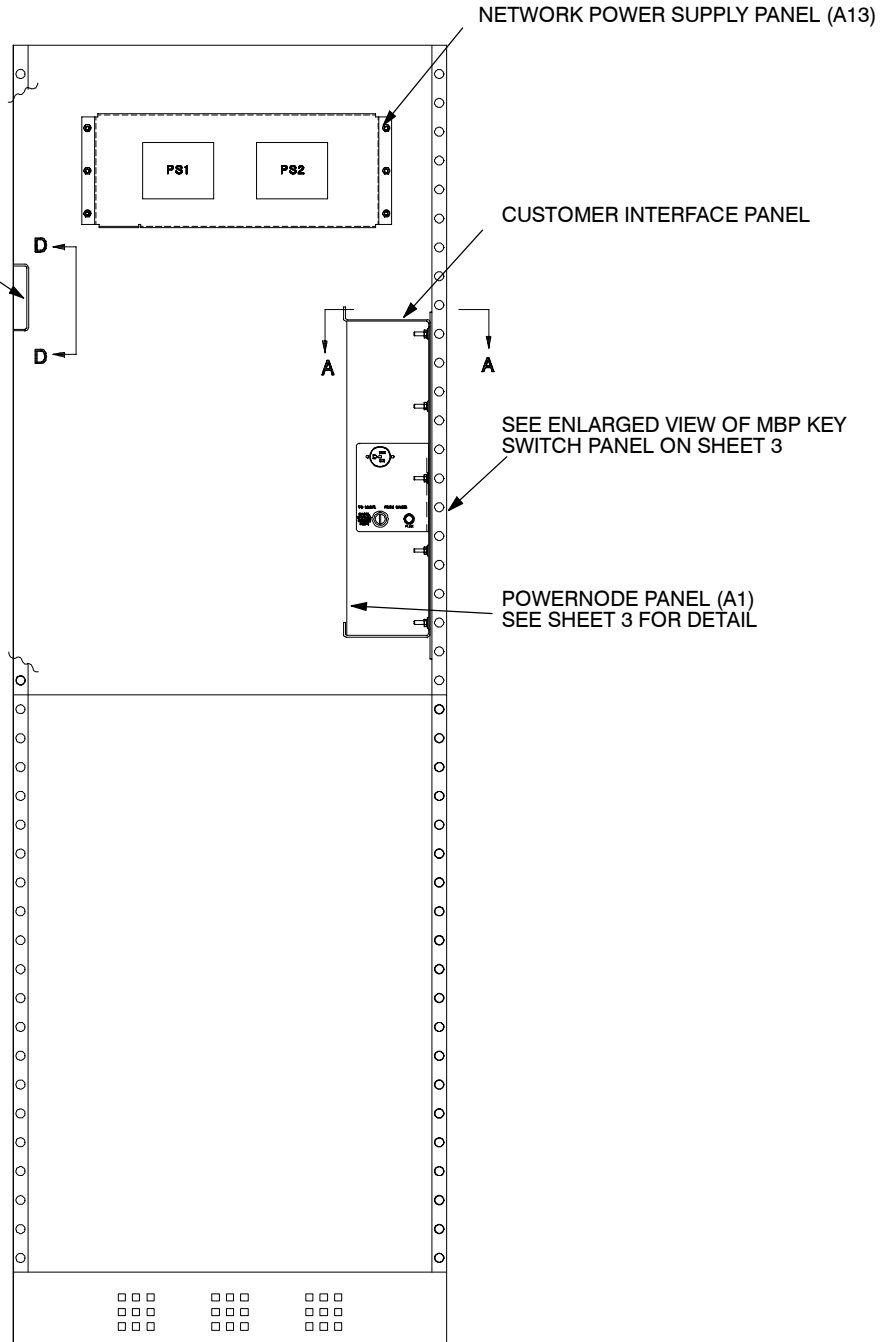 NETWORK POWER SUPPLY PANEL (A13)
PS1
PS2
CUSTOMER INTERFACE PANEL
D
D
A
A
SEE ENLARGED VIEW OF MBP KEY
SWITCH PANEL ON SHEET 3
POWERNODE PANEL (A1)
SEE SHEET 3 FOR DETAIL